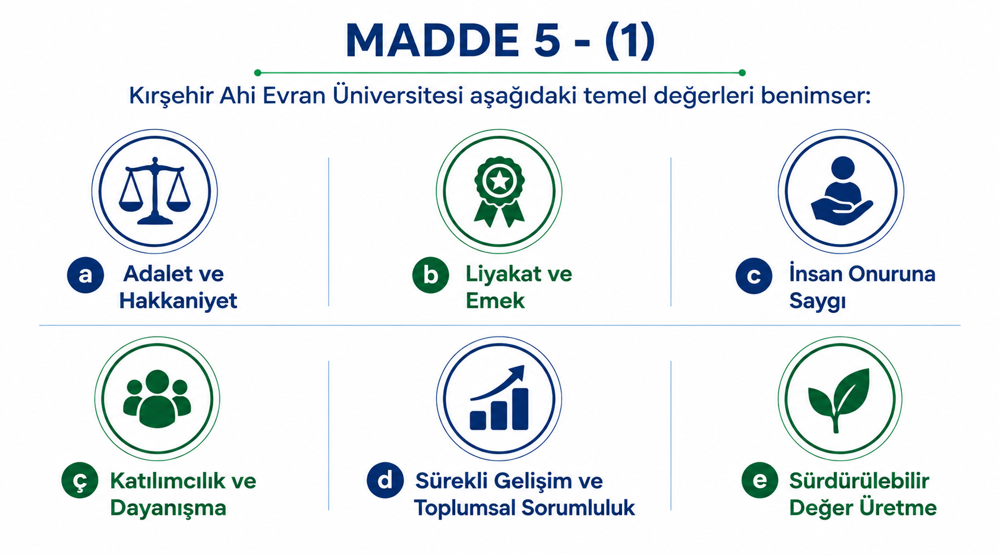 MADDE 5 - (1)
Kırşehir Ahi Evran Üniversitesi aşağıdaki temel değerleri benimser:
a Adalet ve
Hakkaniyet
b Liyakat ve
Emek
c İnsan Onuruna
Saygı
ç Katılımcılık ve
Dayanışma
d Sürekli Gelişim ve
Toplumsal Sorumluluk
e Sürdürülebilir
Değer Üretme